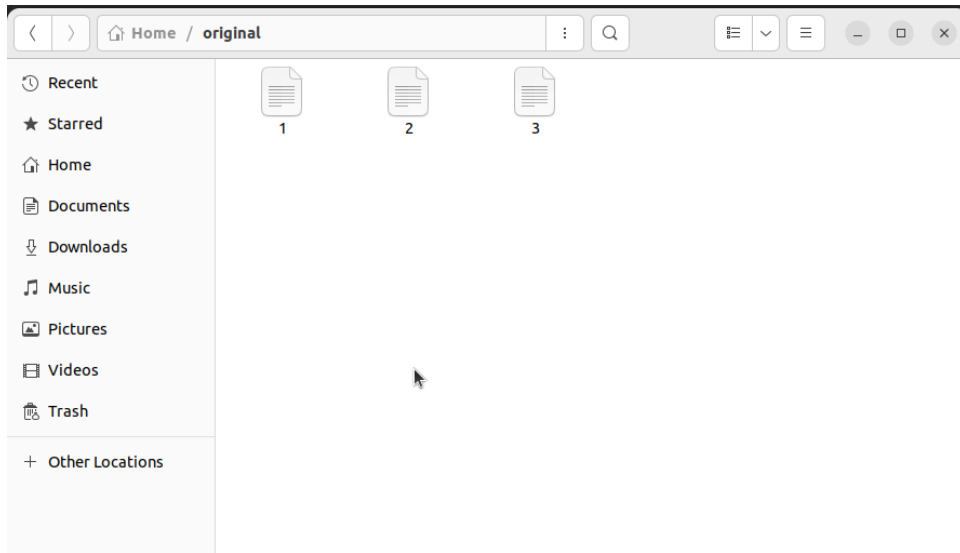 Home / original
Recent
Starred
Home
Documents
Downloads
Music
Pictures
Videos
Trash
Other Locations
1
2
3